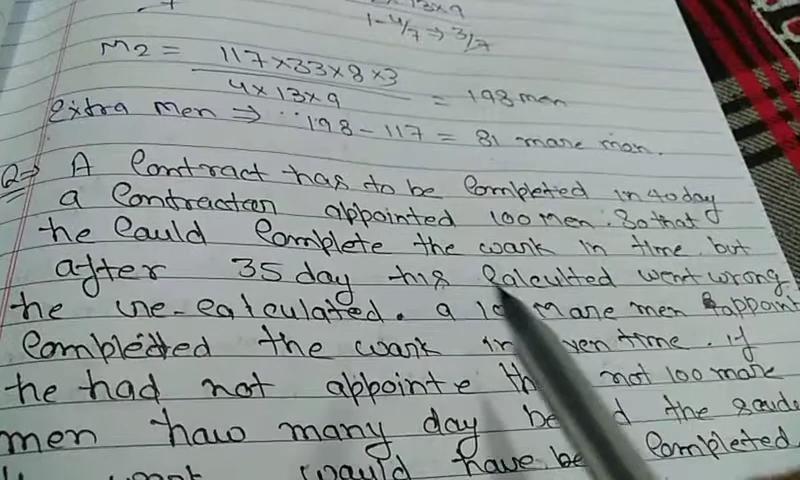 1-4/7 ⇒ 3/7
M2 = 117×33×8×3 / 4×13×9 = 198 men
extra men ⇒ 198 - 117 = 81 more men.
Q⇒ A Contract has to be Completed in 40 day
a Contractor appointed 100 men. So that
he Could Complete the work in time but
after 35 day his Calculted went wrong.
he re-calculated. a more men appoint
Completed the work time. if
he had not appointe not 100 more
men how many day the
would have be Completed